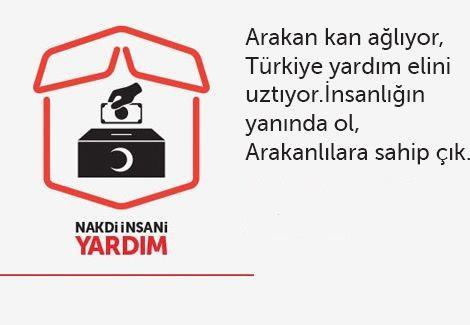 Arakan kan ağlıyor,
Türkiye yardım elini
uztıyor.İnsanlığın
yanında ol,
Arakanlılara sahip çık.
NAKDİ İNSANİ
YARDIM